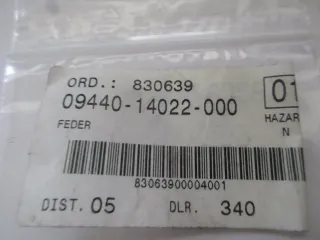 ORD.: 830639
09440-14022-000
01
FEDER
HAZAR
N
83063900004001
DIST. 05 DLR. 340